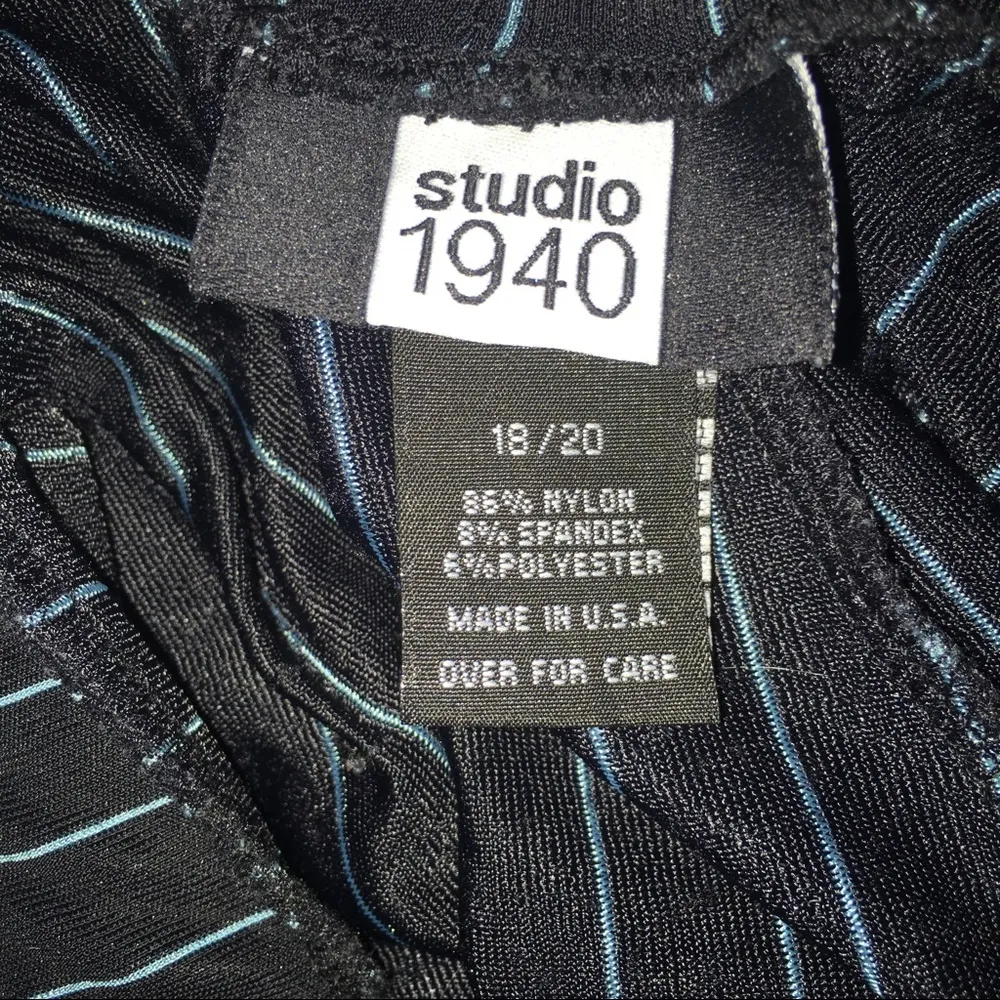 studio
1940
18/20
86% NYLON
8% SPANDEX
6% POLYESTER
MADE IN U.S.A.
OVER FOR CARE